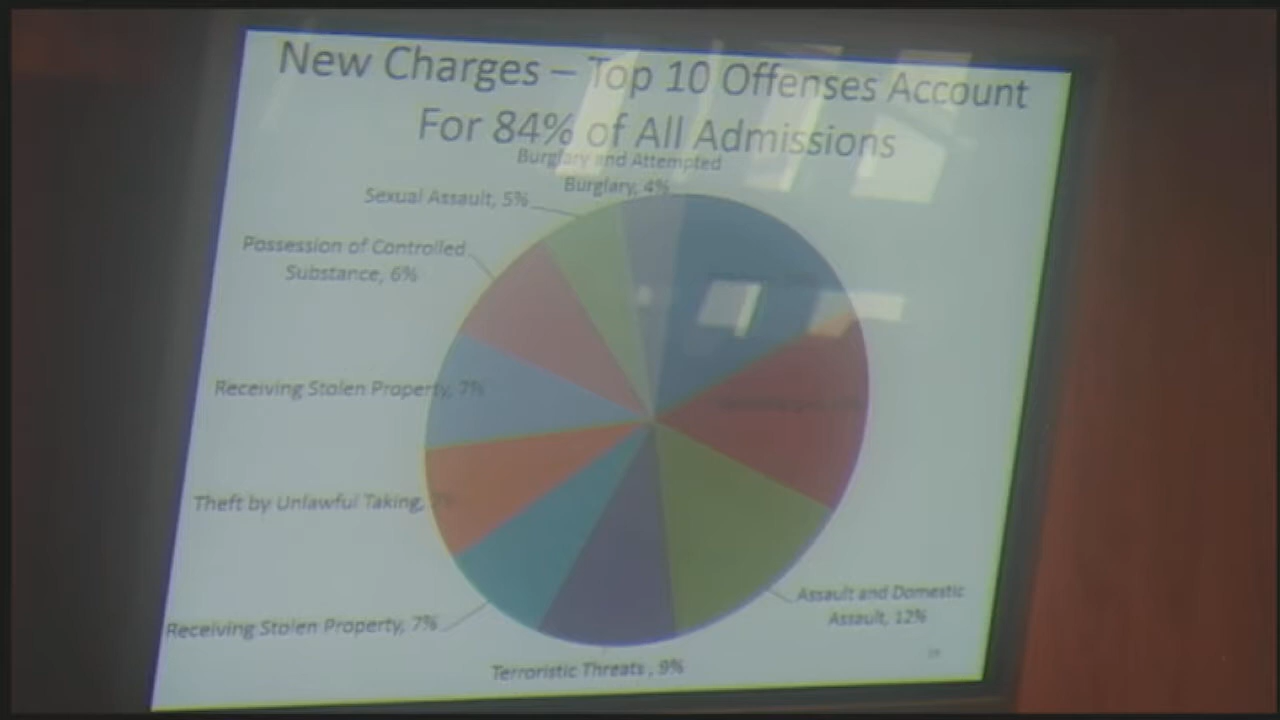 New Charges – Top 10 Offenses Account
For 84% of All Admissions
Burglary and Attempted
Burglary, 4%
Sexual Assault, 5%
Possession of Controlled
Substance, 6%
Receiving Stolen Property, 7%
Theft by Unlawful Taking,
Assault and Domestic
Assault, 12%
Receiving Stolen Property, 7%
Terroristic Threats , 9%